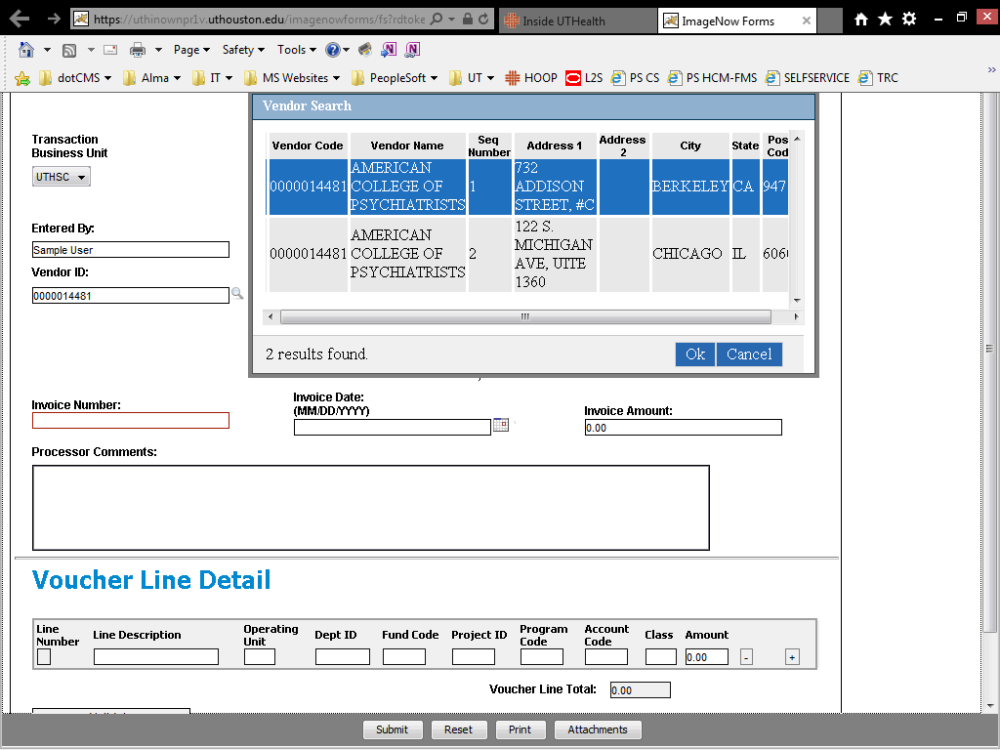 https://uthinownpr1v.uthouston.edu/imagenowforms/fs?rdtoke
Inside UTHealth
ImageNow Forms
Page
Safety
Tools
dotCMS
Alma
IT
MS Websites
PeopleSoft
UT
HOOP
L2S
PS CS
PS HCM-FMS
SELFSERVICE
TRC
Vendor Search
Vendor Code Vendor Name Seq Number Address 1 Address 2 City State Pos Cod
0000014481 AMERICAN COLLEGE OF PSYCHIATRISTS 1 732 ADDISON STREET, #C BERKELEY CA 947
0000014481 AMERICAN COLLEGE OF PSYCHIATRISTS 2 122 S. MICHIGAN AVE, UITE 1360 CHICAGO IL 606
2 results found.
Ok Cancel
Transaction
Business Unit
UTHSC
Entered By:
Sample User
Vendor ID:
0000014481
Invoice Number:
Invoice Date:
(MM/DD/YYYY)
Invoice Amount:
0.00
Processor Comments:
Voucher Line Detail
Line Number Line Description Operating Unit Dept ID Fund Code Project ID Program Code Account Code Class Amount
0.00 - +
Voucher Line Total: 0.00
Submit Reset Print Attachments